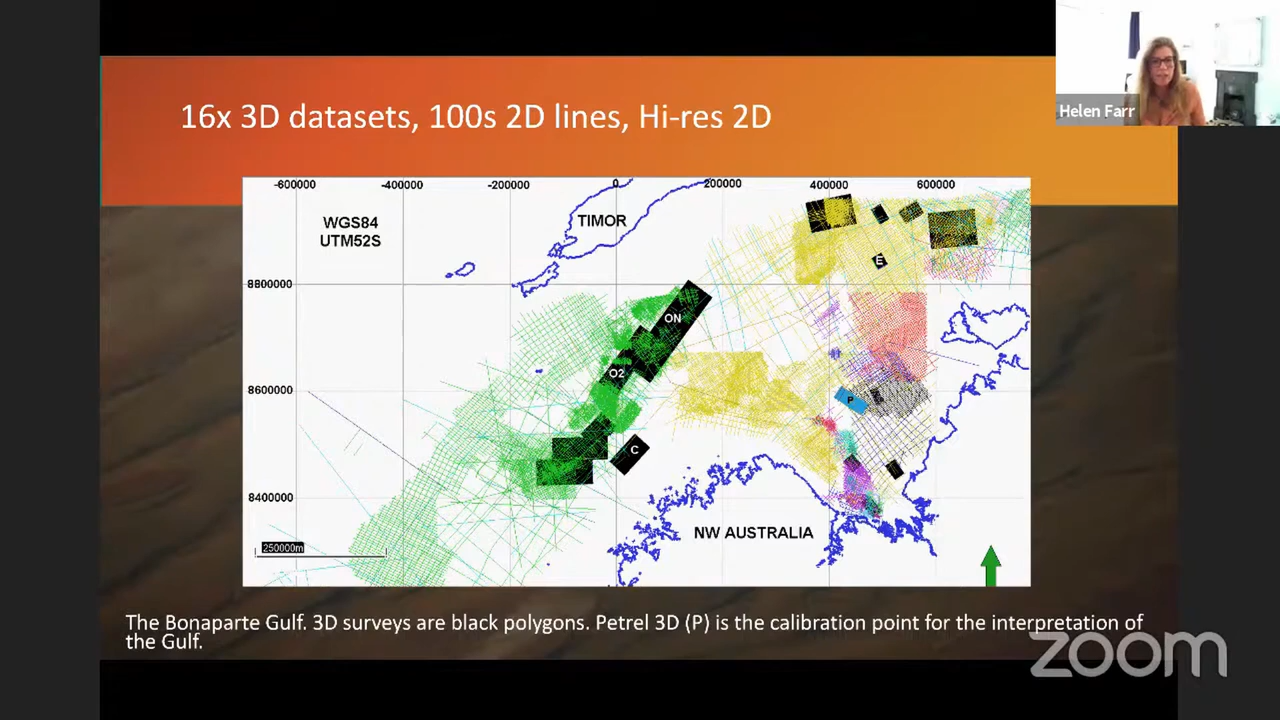 Helen Farr
16x 3D datasets, 100s 2D lines, Hi-res 2D
-600000 -400000 -200000 0 200000 400000 600000
WGS84
UTM52S
TIMOR
E
8800000
ON
O2
8600000
P
C
8400000
NW AUSTRALIA
250000m
The Bonaparte Gulf. 3D surveys are black polygons. Petrel 3D (P) is the calibration point for the interpretation of
the Gulf.
zoom